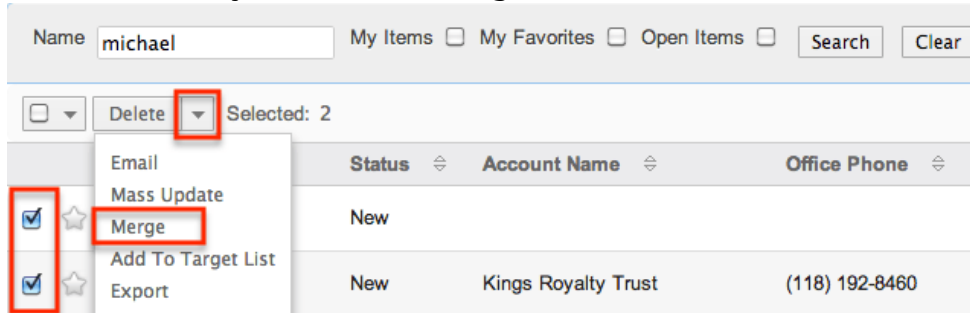 Name michael My Items My Favorites Open Items Search Clear
Delete Selected: 2
Email
Status Account Name Office Phone
Mass Update
Merge
New
Add To Target List
Export
New Kings Royalty Trust (118) 192-8460